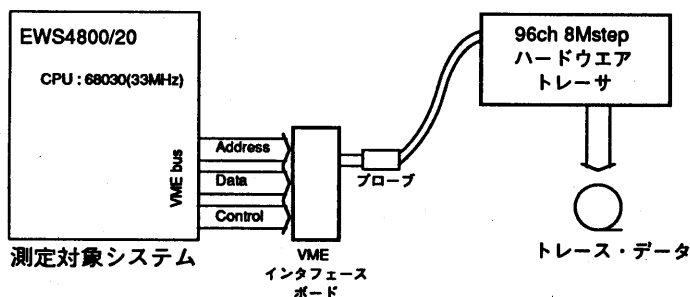 EWS4800/20
CPU : 68030(33MHz)
VME bus
Address
Data
Control
測定対象システム
VME
インタフェース
ボード
プローブ
96ch 8Mstep
ハードウエア
トレーサ
トレース・データ